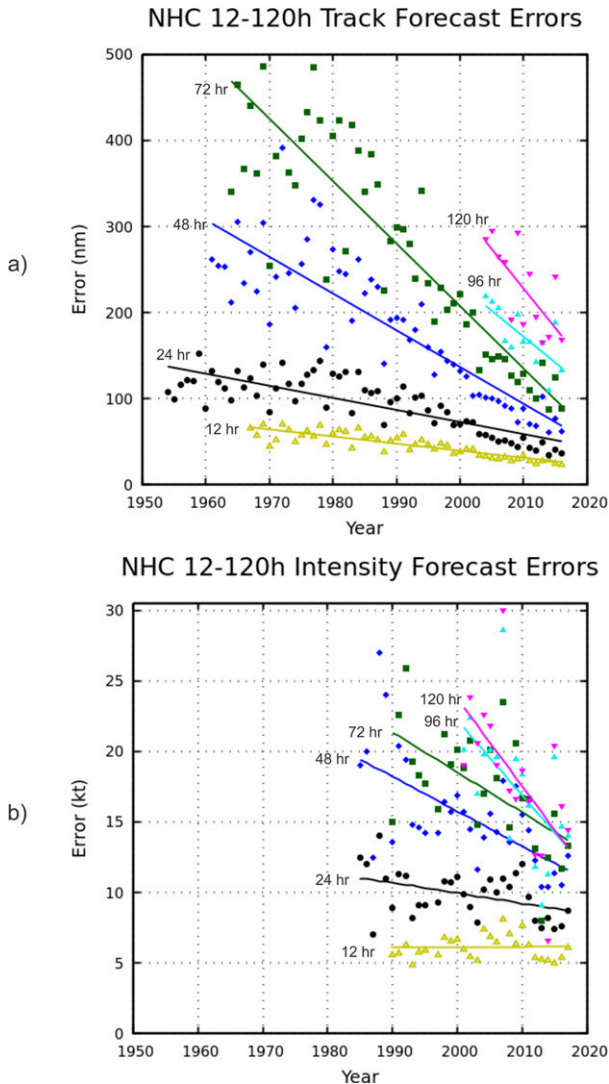 NHC 12-120h Track Forecast Errors
a)
Error (nm)
500
400
300
200
100
0
72 hr
48 hr
24 hr
12 hr
120 hr
96 hr
1950 1960 1970 1980 1990 2000 2010 2020
Year
NHC 12-120h Intensity Forecast Errors
b)
Error (kt)
30
25
20
15
10
5
0
120 hr
96 hr
72 hr
48 hr
24 hr
12 hr
1950 1960 1970 1980 1990 2000 2010 2020
Year